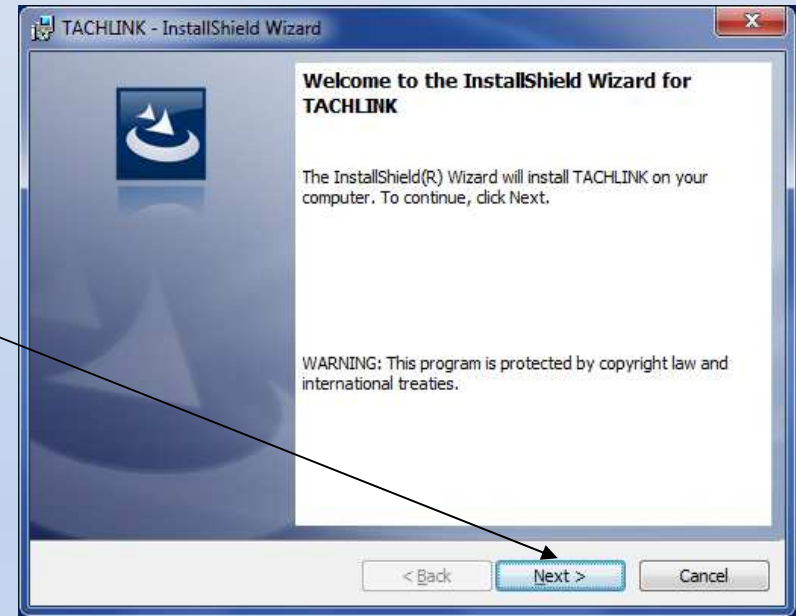 TACHLINK - InstallShield Wizard
Welcome to the InstallShield Wizard for
TACHLINK
The InstallShield(R) Wizard will install TACHLINK on your
computer. To continue, click Next.
WARNING: This program is protected by copyright law and
international treaties.
< Back
Next >
Cancel